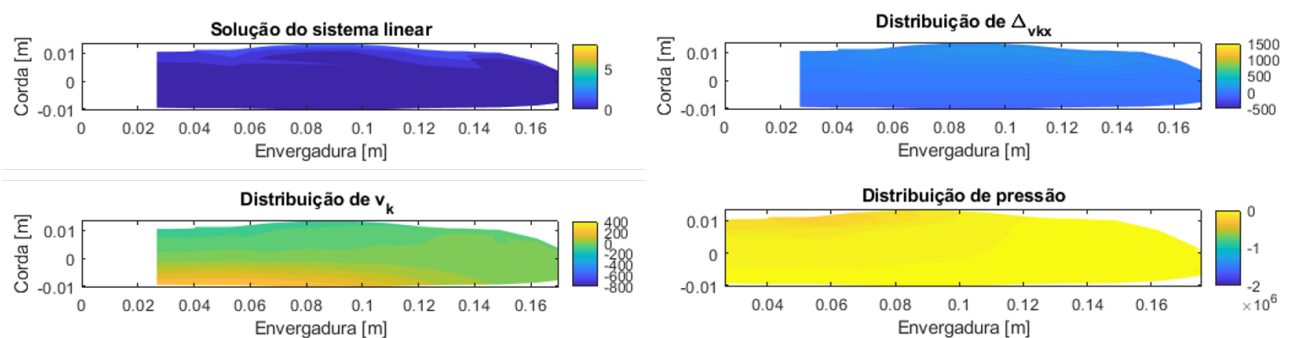 Solução do sistema linear
Corda [m]
0.01
0
-0.01
0 0.02 0.04 0.06 0.08 0.1 0.12 0.14 0.16
Envergadura [m]
5
0
Distribuição de Δvkx
Corda [m]
0.01
0
-0.01
0 0.02 0.04 0.06 0.08 0.1 0.12 0.14 0.16
Envergadura [m]
1500
1000
500
0
-500
Distribuição de vk
Corda [m]
0.01
0
-0.01
0 0.02 0.04 0.06 0.08 0.1 0.12 0.14 0.16
Envergadura [m]
400
200
0
-200
-400
-600
-800
Distribuição de pressão
Corda [m]
0.01
0
-0.01
0.04 0.06 0.08 0.1 0.12 0.14 0.16
Envergadura [m]
0
-1
-2
×10⁶